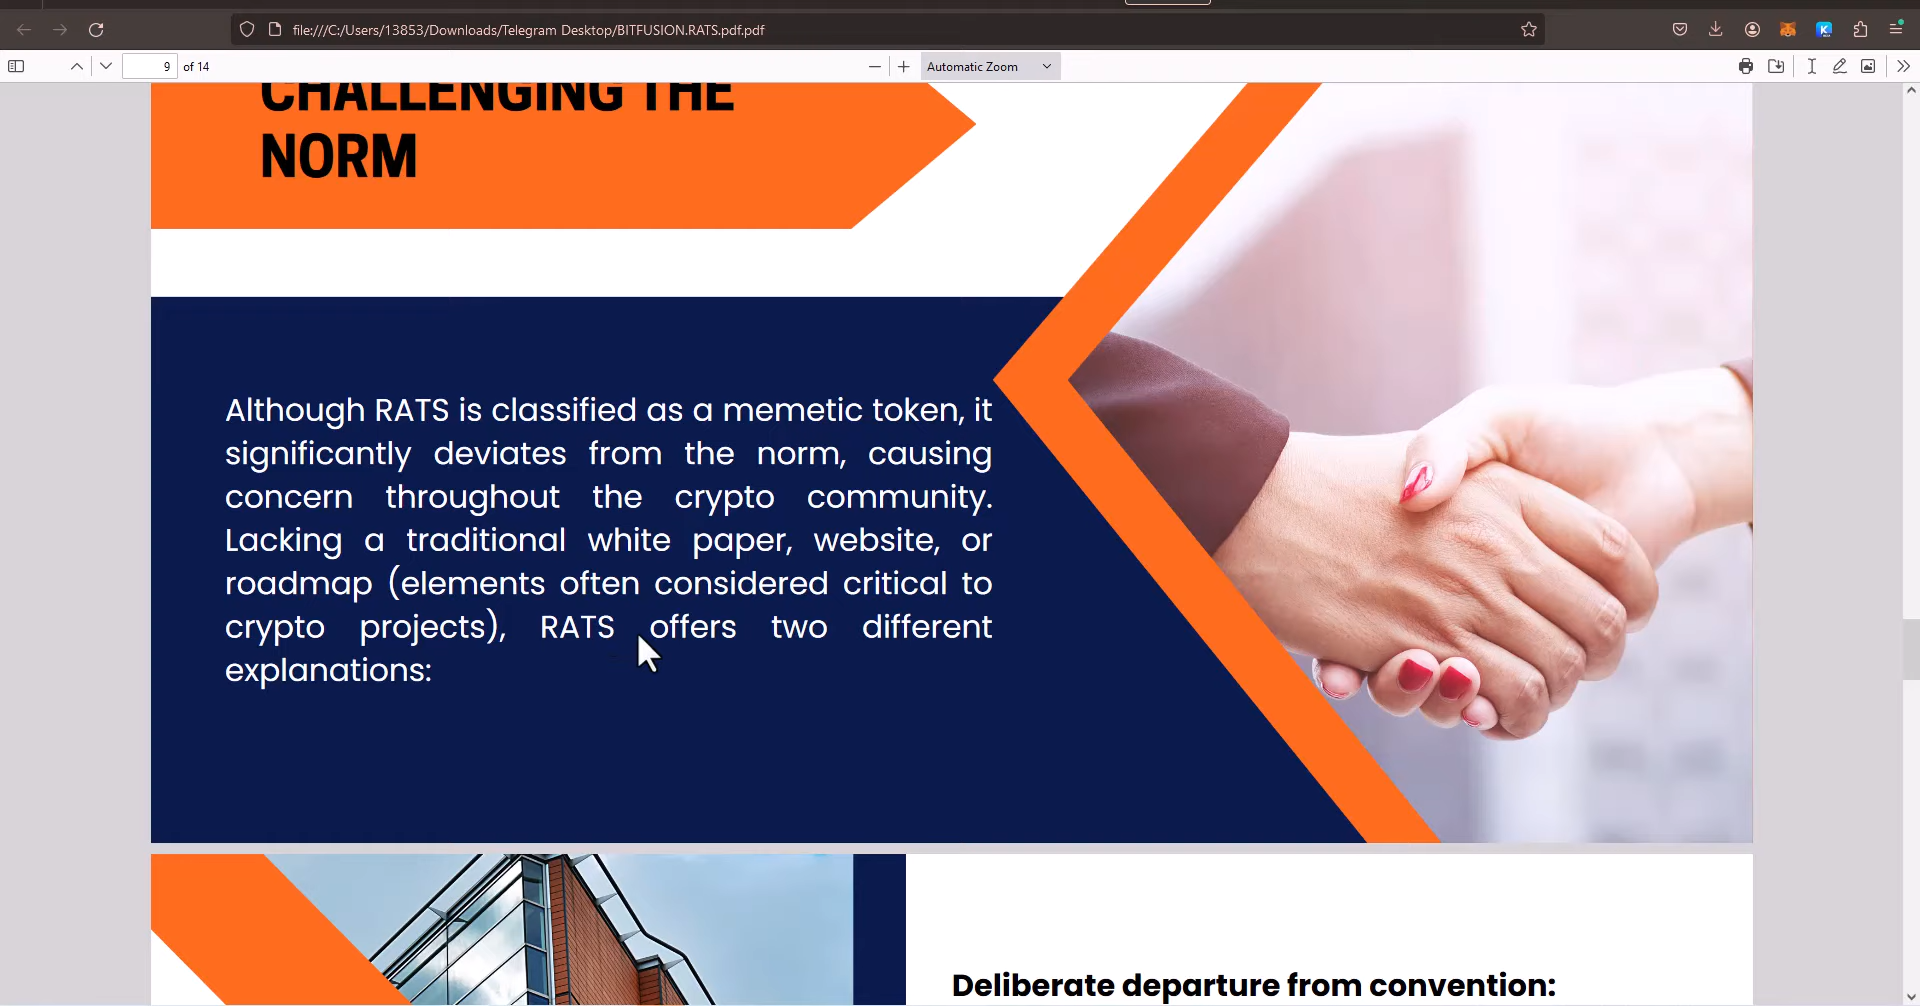 file:///C:/Users/13853/Downloads/Telegram Desktop/BITFUSION.RATS.pdf.pdf
9 of 14
Automatic Zoom
CHALLENGING THE
NORM
Although RATS is classified as a memetic token, it
significantly deviates from the norm, causing
concern throughout the crypto community.
Lacking a traditional white paper, website, or
roadmap (elements often considered critical to
crypto projects), RATS offers two different
explanations:
Deliberate departure from convention: